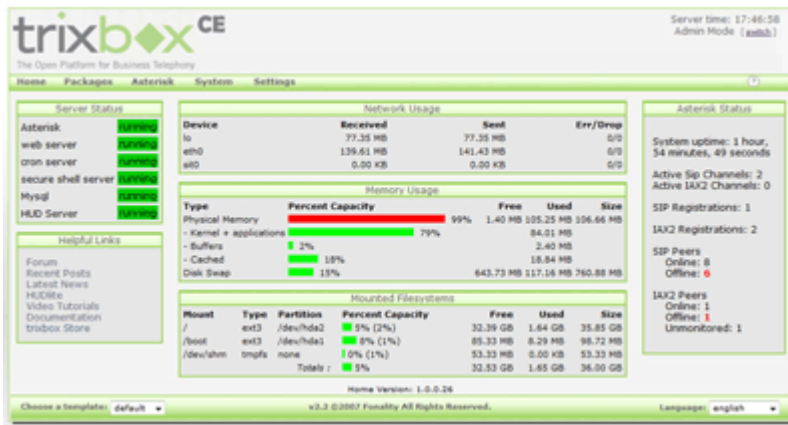 trixbox CE
The Open Platform for Business Telephony
Server time: 17:46:58
Admin Mode [ switch ]
Home Packages Asterisk System Settings
Server Status
Asterisk running
web server running
cron server running
secure shell server running
Mysql running
HUD Server running
Helpful Links
Forum
Recent Posts
Latest News
HUDlite
Video Tutorials
Documentation
trixbox Store
Network Usage
Device Received Sent Err/Drop
lo 77.35 MB 77.35 MB 0/0
eth0 139.61 MB 141.43 MB 0/0
sit0 0.00 KB 0.00 KB 0/0
Memory Usage
Type Percent Capacity Free Used Size
Physical Memory 99% 1.40 MB 105.25 MB 106.66 MB
- Kernel + applications 79% 84.01 MB
- Buffers 2% 2.40 MB
- Cached 18% 18.84 MB
Disk Swap 15% 643.73 MB 117.16 MB 760.88 MB
Mounted Filesystems
Mount Type Partition Percent Capacity Free Used Size
/ ext3 /dev/hda2 5% (2%) 32.39 GB 1.64 GB 35.85 GB
/boot ext3 /dev/hda1 8% (1%) 85.33 MB 8.29 MB 98.72 MB
/dev/shm tmpfs none 0% (1%) 53.33 MB 0.00 KB 53.33 MB
Totals : 5% 32.53 GB 1.65 GB 36.00 GB
Asterisk Status
System uptime: 1 hour,
54 minutes, 49 seconds
Active Sip Channels: 2
Active IAX2 Channels: 0
SIP Registrations: 1
IAX2 Registrations: 2
SIP Peers
Online: 8
Offline: 6
IAX2 Peers
Online: 1
Offline: 1
Unmonitored: 1
Home Version: 1.0.0.26
Choose a template: default
v2.3 ©2007 Fonality All Rights Reserved.
Language: english